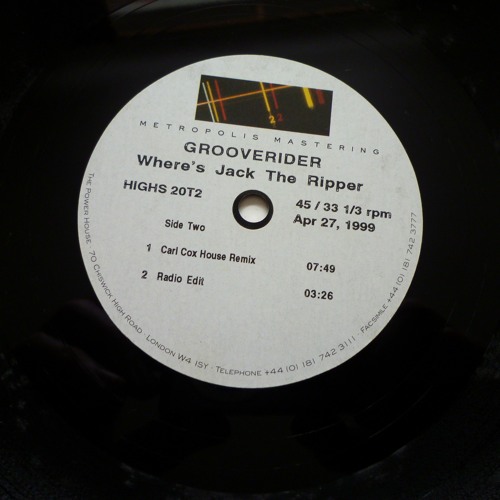 22
METROPOLIS MASTERING
GROOVERIDER
Where's Jack The Ripper
HIGHS 20T2
45 / 33 1/3 rpm
Apr 27, 1999
Side Two
1 Carl Cox House Remix 07:49
2 Radio Edit 03:26
THE POWER HOUSE · 70 CHISWICK HIGH ROAD · LONDON W4 1SY · TELEPHONE +44 (0) 181 742 3111 · FACSIMILE +44 (0) 181 742 3777